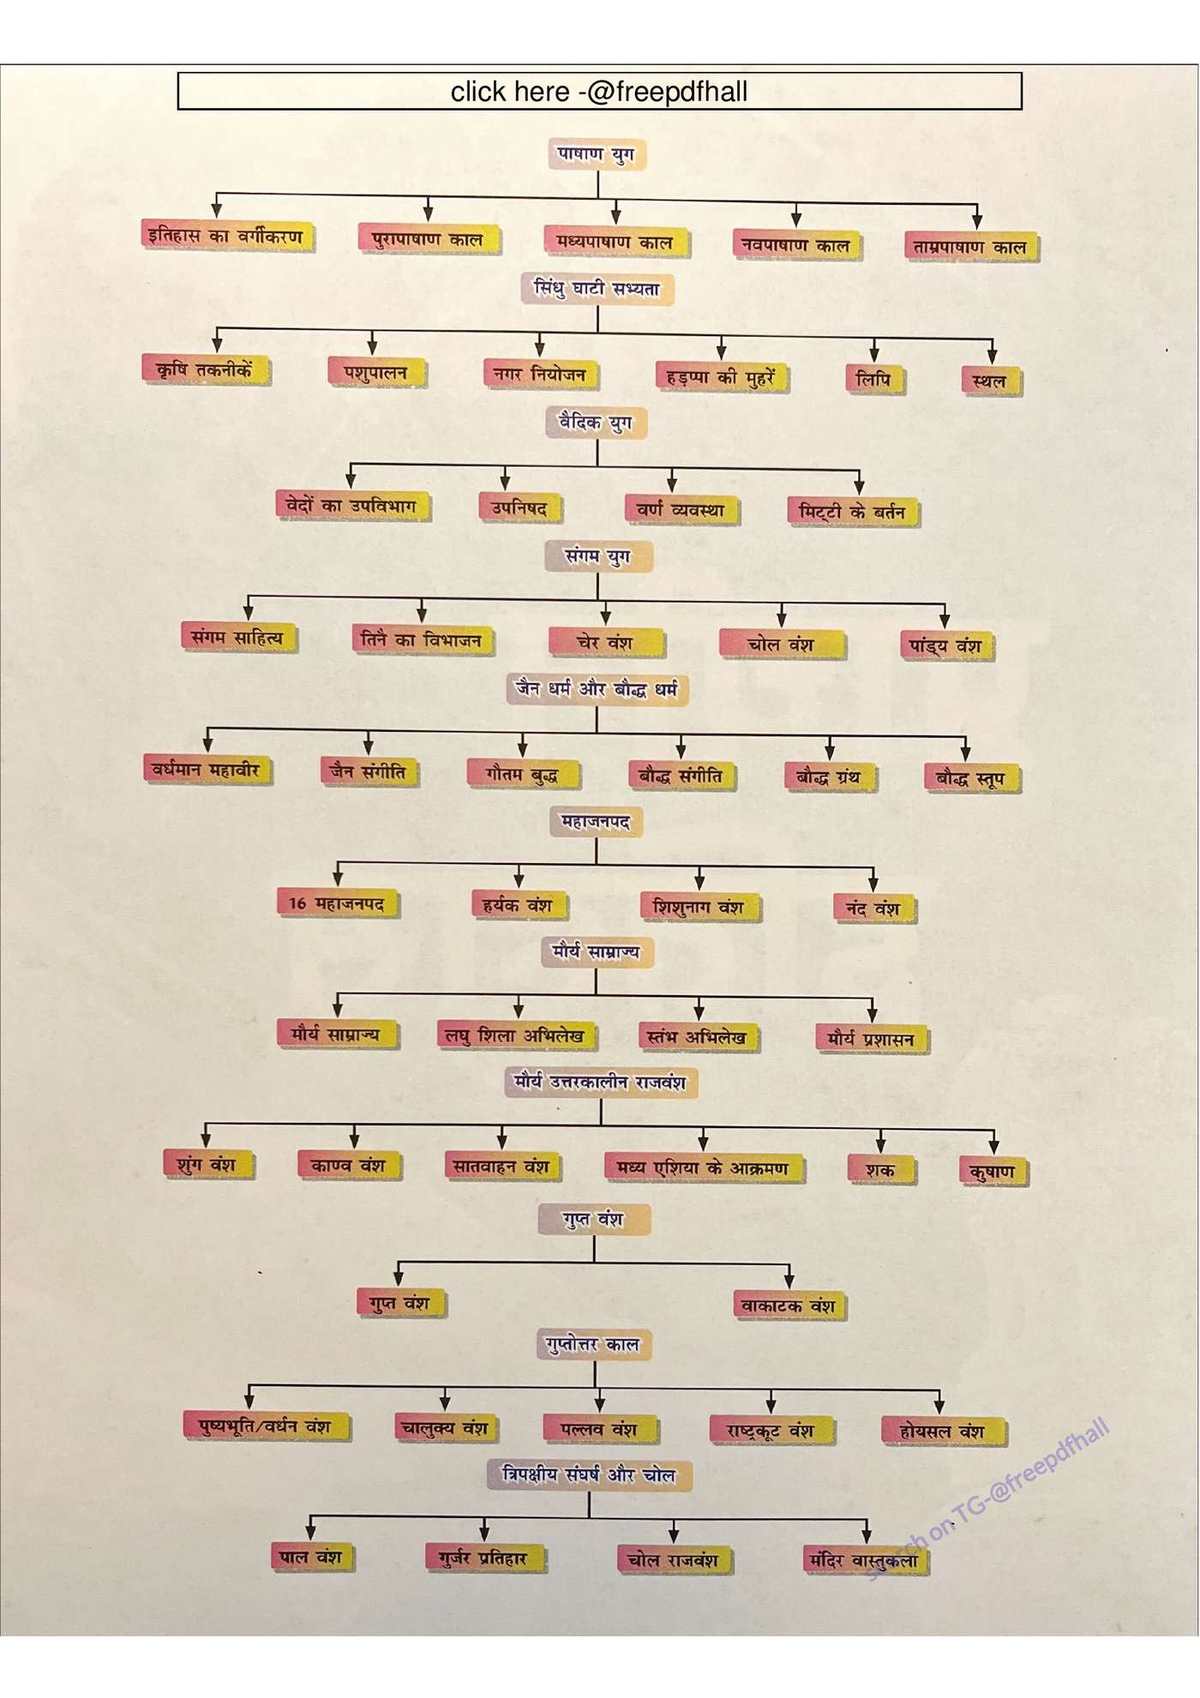 click here -@freepdfhall
पाषाण युग
इतिहास का वर्गीकरण पुरापाषाण काल मध्यपाषाण काल नवपाषाण काल ताम्रपाषाण काल
सिंधु घाटी सभ्यता
कृषि तकनीकें पशुपालन नगर नियोजन हड़प्पा की मुहरें लिपि स्थल
वैदिक युग
वेदों का उपविभाग उपनिषद वर्ण व्यवस्था मिट्टी के बर्तन
संगम युग
संगम साहित्य तिनै का विभाजन चेर वंश चोल वंश पांड्य वंश
जैन धर्म और बौद्ध धर्म
वर्धमान महावीर जैन संगीति गौतम बुद्ध बौद्ध संगीति बौद्ध ग्रंथ बौद्ध स्तूप
महाजनपद
16 महाजनपद हर्यक वंश शिशुनाग वंश नंद वंश
मौर्य साम्राज्य
मौर्य साम्राज्य लघु शिला अभिलेख स्तंभ अभिलेख मौर्य प्रशासन
मौर्य उत्तरकालीन राजवंश
शुंग वंश काण्व वंश सातवाहन वंश मध्य एशिया के आक्रमण शक कुषाण
गुप्त वंश
गुप्त वंश वाकाटक वंश
गुप्तोत्तर काल
पुष्यभूति/वर्धन वंश चालुक्य वंश पल्लव वंश राष्ट्रकूट वंश होयसल वंश
त्रिपक्षीय संघर्ष और चोल
पाल वंश गुर्जर प्रतिहार चोल राजवंश मंदिर वास्तुकला
search on TG-@freepdfhall